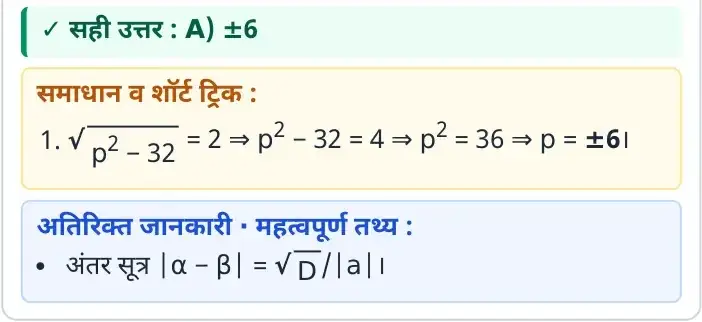 ✓ सही उत्तर : A) ±6
समाधान व शॉर्ट ट्रिक :
1. √(p² − 32) = 2 ⇒ p² − 32 = 4 ⇒ p² = 36 ⇒ p = ±6।
अतिरिक्त जानकारी · महत्वपूर्ण तथ्य :
• अंतर सूत्र |α − β| = √D/|a|।